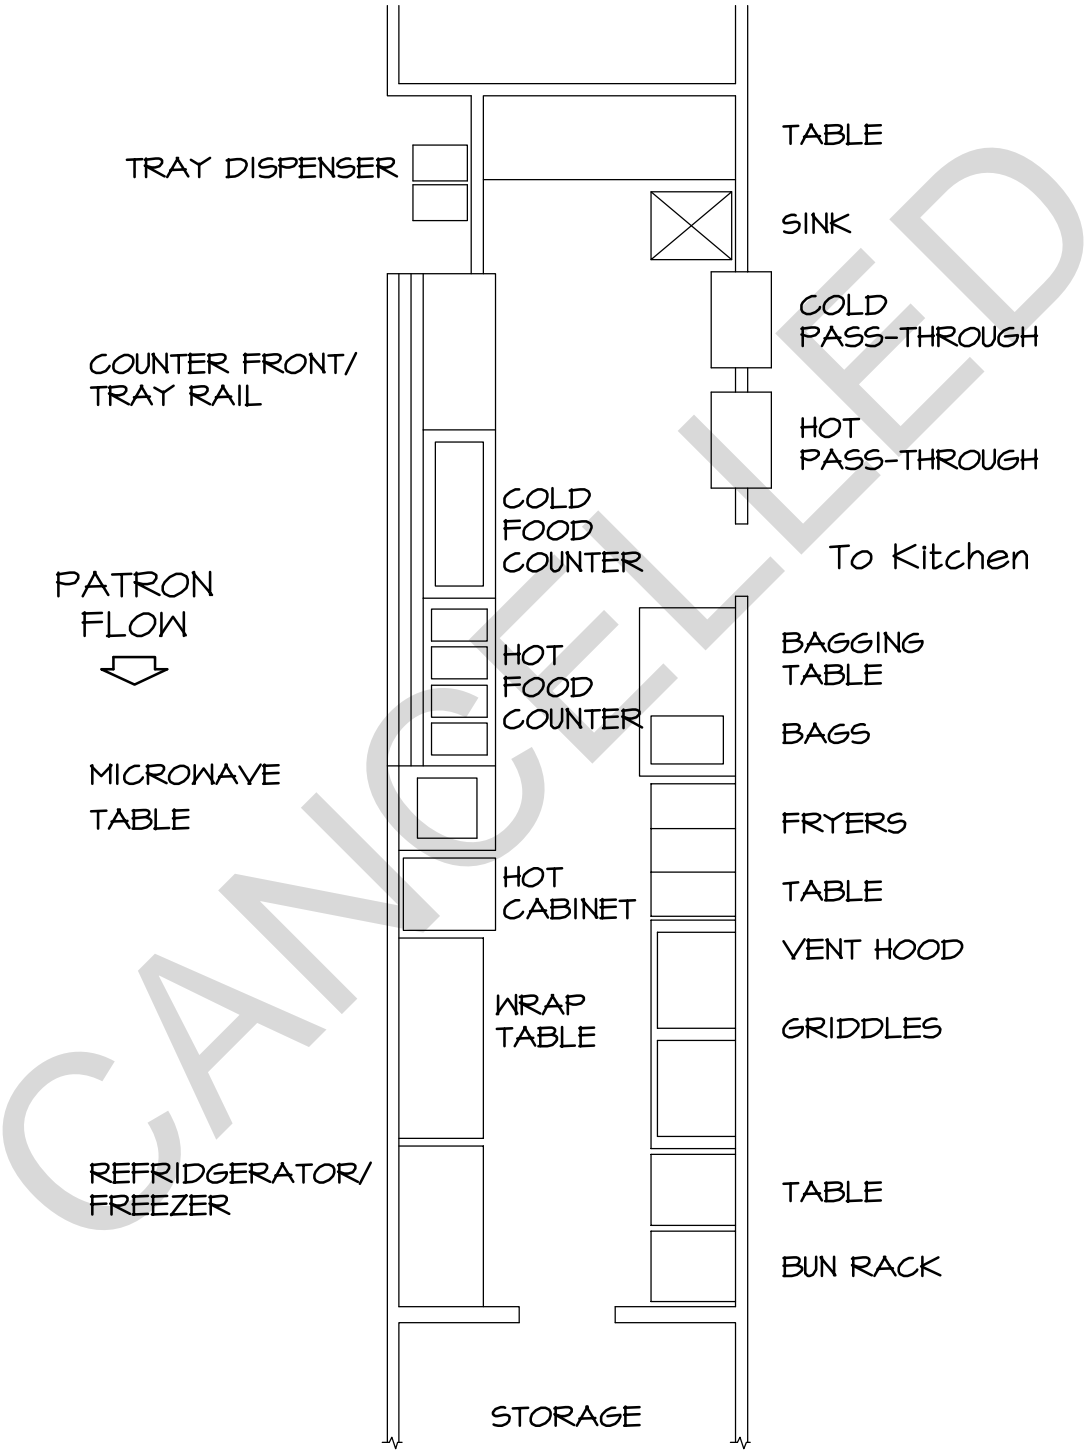 TABLE
TRAY DISPENSER
SINK
COLD
PASS-THROUGH
COUNTER FRONT/
TRAY RAIL
HOT
PASS-THROUGH
COLD
FOOD
COUNTER
To Kitchen
PATRON
FLOW
BAGGING
TABLE
HOT
FOOD
COUNTER
BAGS
MICROWAVE
TABLE
FRYERS
HOT
CABINET
TABLE
VENT HOOD
WRAP
TABLE
GRIDDLES
REFRIDGERATOR/
FREEZER
TABLE
BUN RACK
STORAGE
CANCELLED